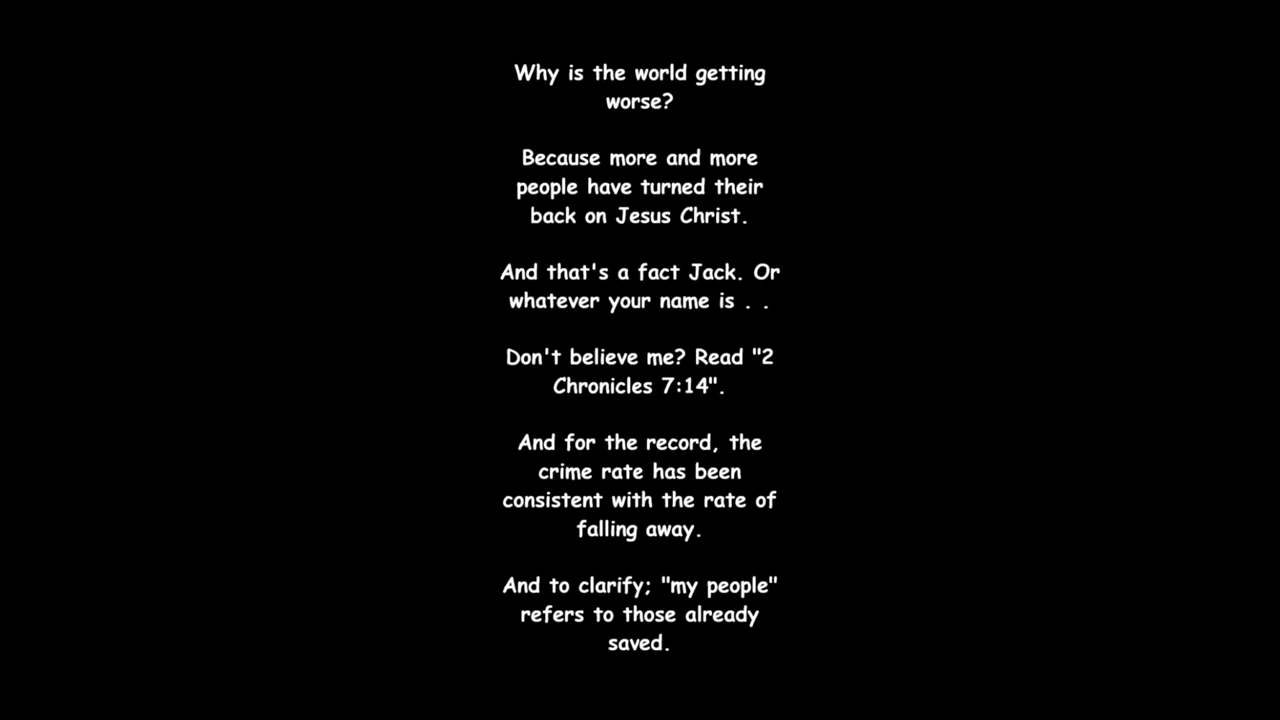 Why is the world getting
worse?
Because more and more
people have turned their
back on Jesus Christ.
And that's a fact Jack. Or
whatever your name is . .
Don't believe me? Read "2
Chronicles 7:14".
And for the record, the
crime rate has been
consistent with the rate of
falling away.
And to clarify; "my people"
refers to those already
saved.